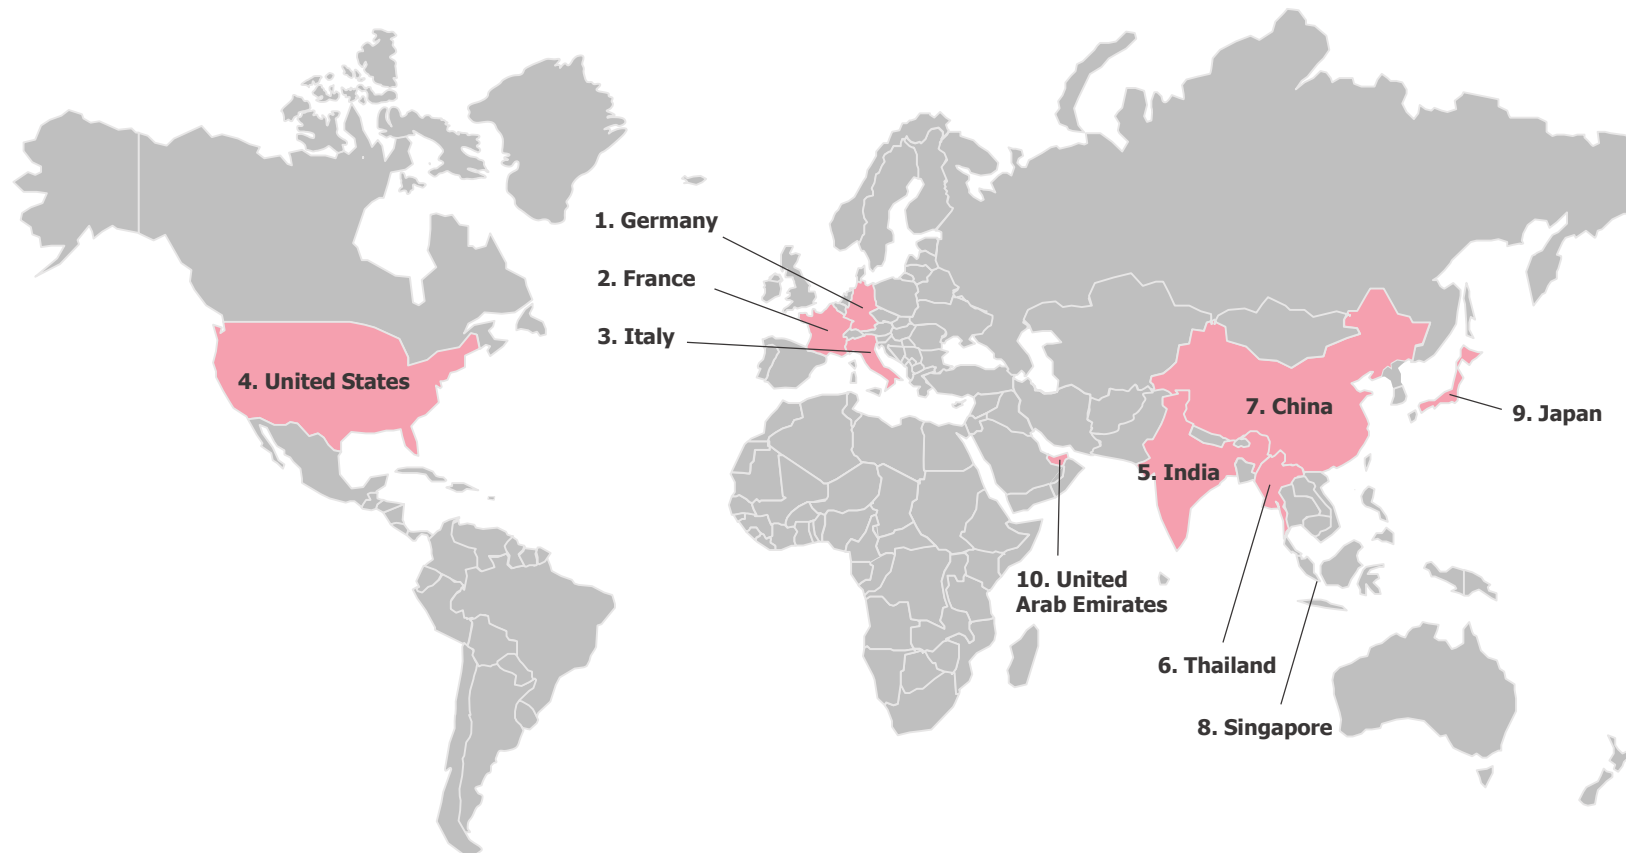 1. Germany
2. France
3. Italy
4. United States
5. India
6. Thailand
7. China
8. Singapore
9. Japan
10. United
Arab Emirates